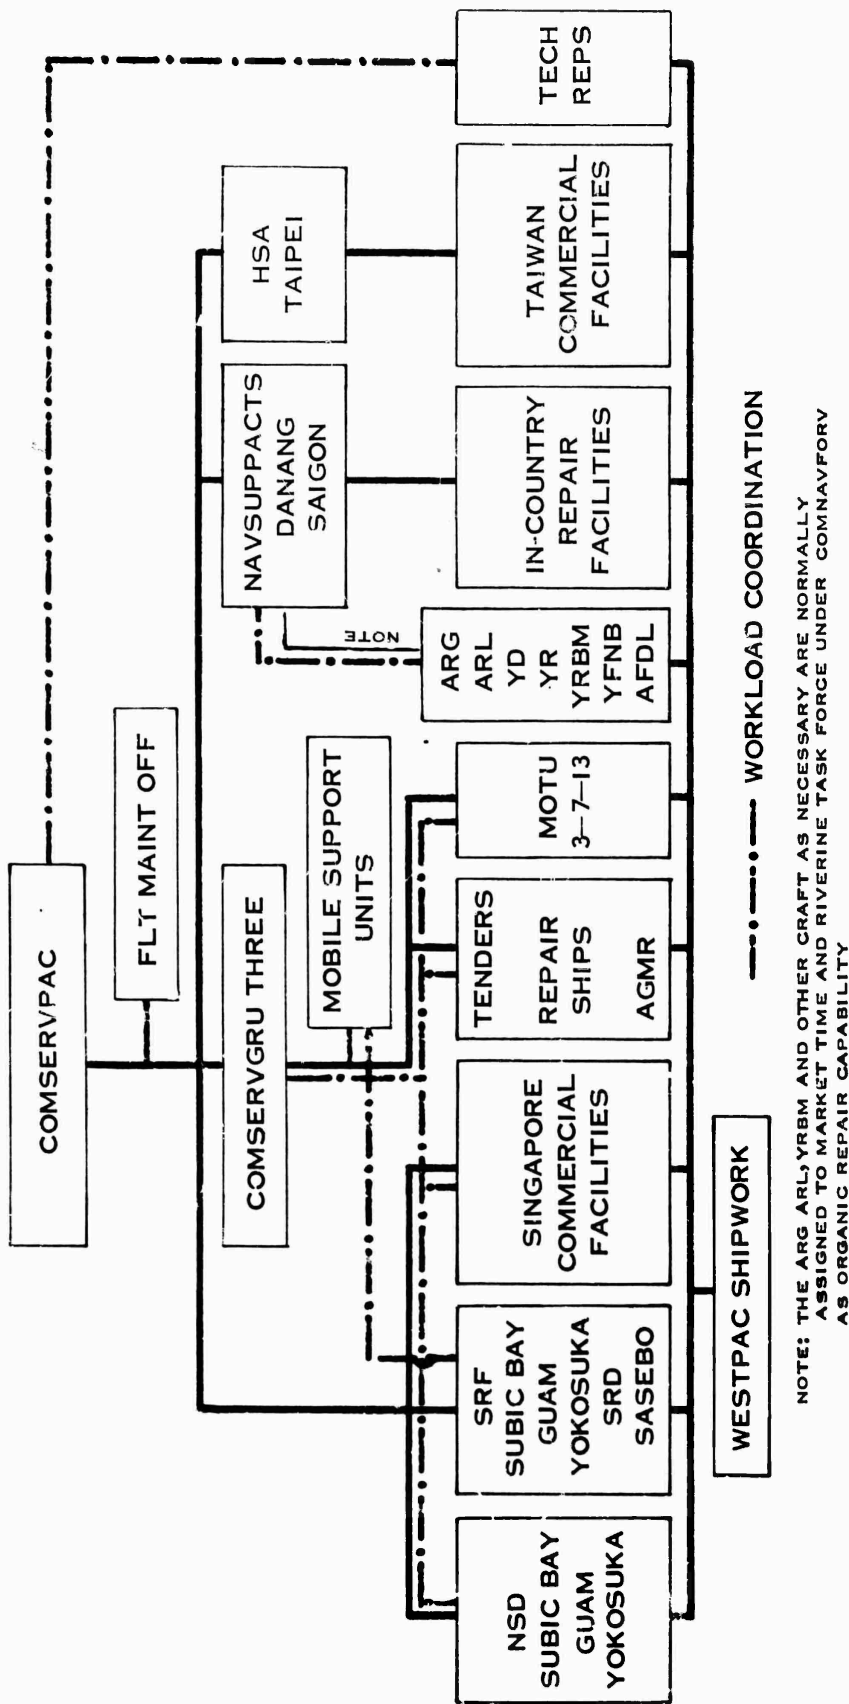 COMSERVPAC
FLT MAINT OFF
COMSERVGRU THREE
MOBILE SUPPORT
UNITS
NAVSUPPACTS
DANANG
SAIGON
HSA
TAIPEI
NOTE
NSD
SUBIC BAY
GUAM
YOKOSUKA
SRF
SUBIC BAY
GUAM
YOKOSUKA
SRD
SASEBO
SINGAPORE
COMMERCIAL
FACILITIES
TENDERS
REPAIR
SHIPS
AGMR
MOTU
3-7-13
ARG
ARL
YD
YR
YRBM
YFNB
AFDL
IN-COUNTRY
REPAIR
FACILITIES
TAIWAN
COMMERCIAL
FACILITIES
TECH
REPS
WESTPAC SHIPWORK
WORKLOAD COORDINATION
NOTE: THE ARG ARL, YRBM AND OTHER CRAFT AS NECESSARY ARE NORMALLY
ASSIGNED TO MARKET TIME AND RIVERINE TASK FORCE UNDER COMNAVFORV
AS ORGANIC REPAIR CAPABILITY